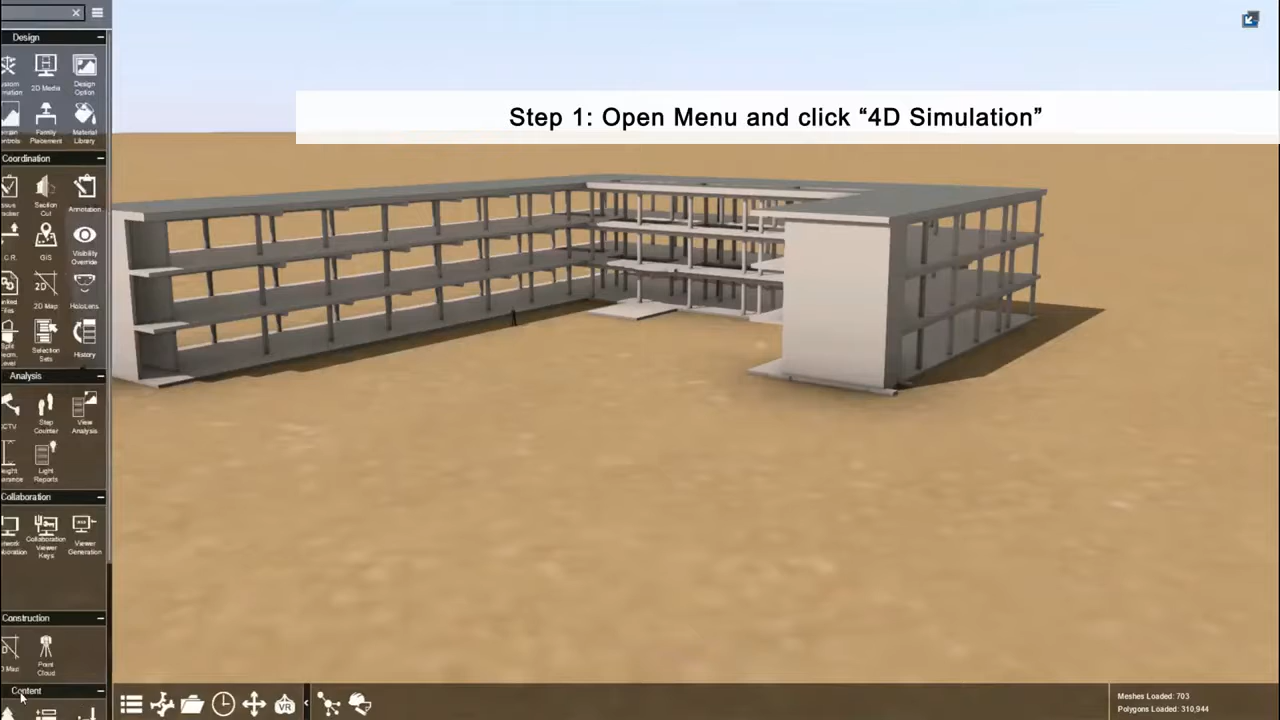 Design
2D Media
Design
Option
Family
Placement
Material
Library
Coordination
Section
Cut
Annotation
GIS
Visibility
Override
2D Map
HoloLens
Selection
Sets
History
Analysis
Step
Counter
View
Analysis
Light
Reports
Collaboration
Collaboration
Viewer
Keys
Viewer
Generation
Construction
Point
Cloud
Content
Step 1: Open Menu and click “4D Simulation”
VR
Meshes Loaded: 703
Polygons Loaded: 310,944